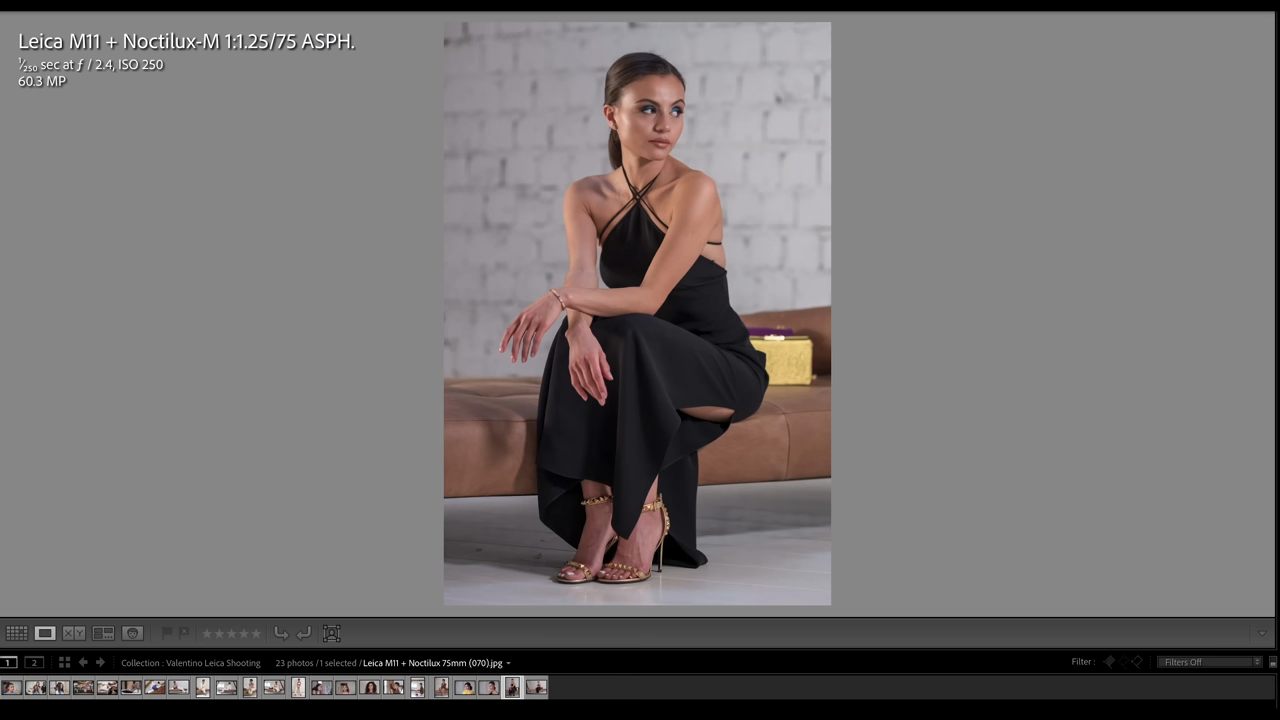 Leica M11 + Noctilux-M 1:1.25/75 ASPH.
1/250 sec at ƒ / 2.4, ISO 250
60.3 MP
XY
1 2 Collection : Valentino Leica Shooting 23 photos / 1 selected / Leica M11 + Noctilux 75mm (070).jpg Filter : Filters Off